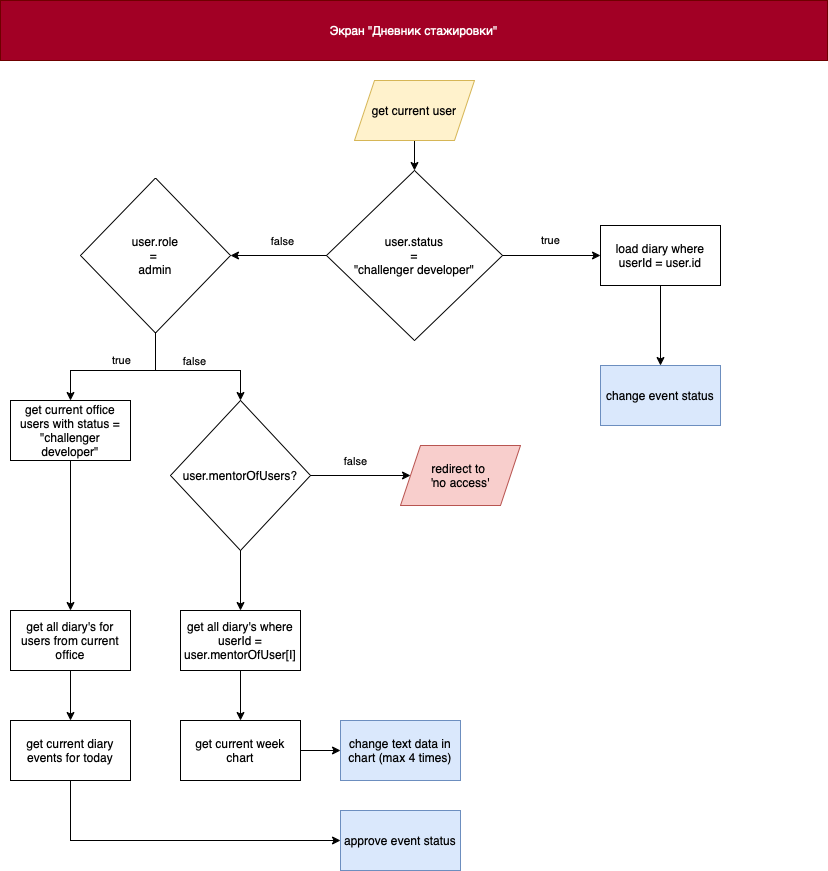 Экран "Дневник стажировки"
get current user
user.role
=
admin
false
user.status
=
"challenger developer"
true
load diary where
userId = user.id
true
false
change event status
get current office
users with status =
"challenger
developer"
user.mentorOfUsers?
false
redirect to
'no access'
get all diary's for
users from current
office
get all diary's where
userId =
user.mentorOfUser[I]
get current diary
events for today
get current week
chart
change text data in
chart (max 4 times)
approve event status